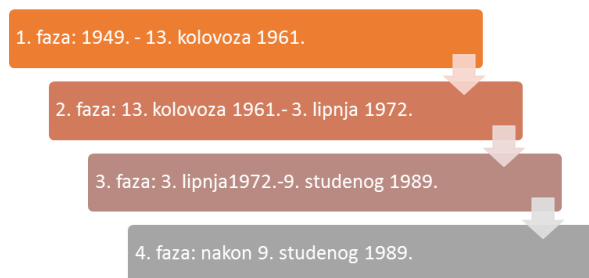 1. faza: 1949. - 13. kolovoza 1961.
2. faza: 13. kolovoza 1961.- 3. lipnja 1972.
3. faza: 3. lipnja1972.-9. studenog 1989.
4. faza: nakon 9. studenog 1989.